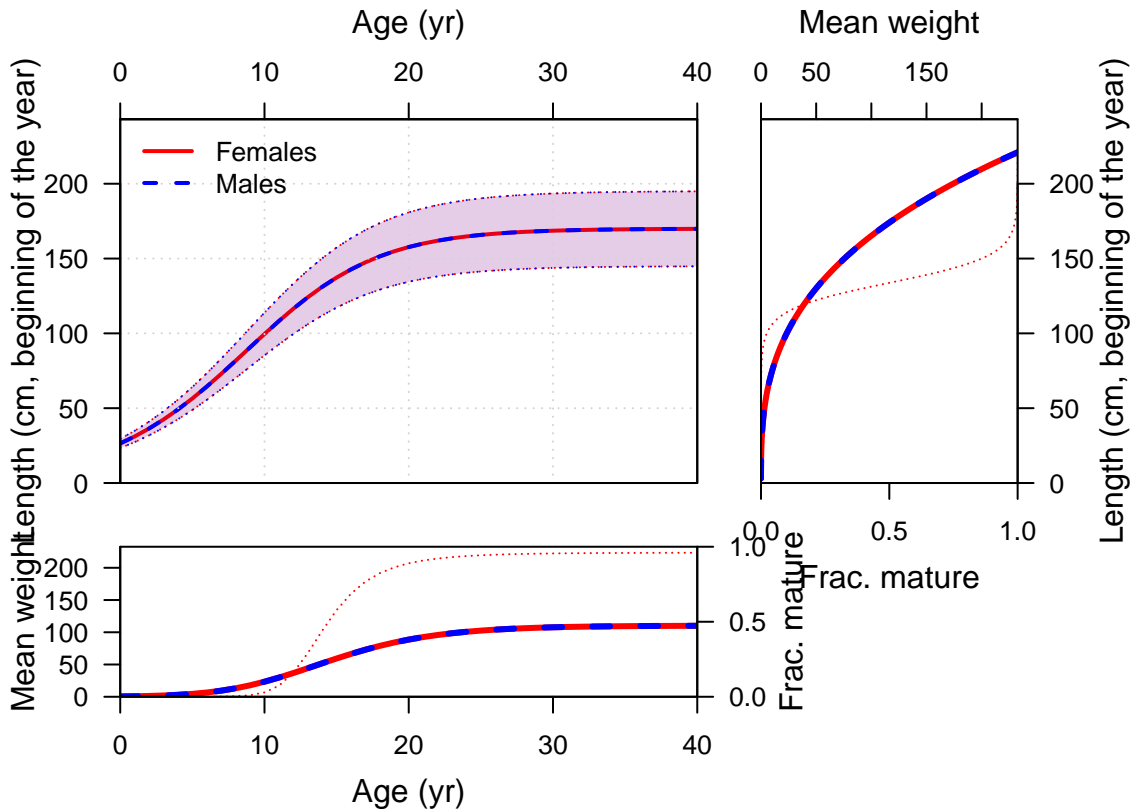 Age (yr)
Mean weight
0 10 20 30 40
0 50 150
Length (cm, beginning of the year)
200
150
100
50
0
Females
Males
200
150
100
50
0
Length (cm, beginning of the year)
0.0 0.5 1.0
Frac. mature
Mean weight
200
150
100
50
0
1.0
0.5
0.0
Frac. mature
0 10 20 30 40
Age (yr)